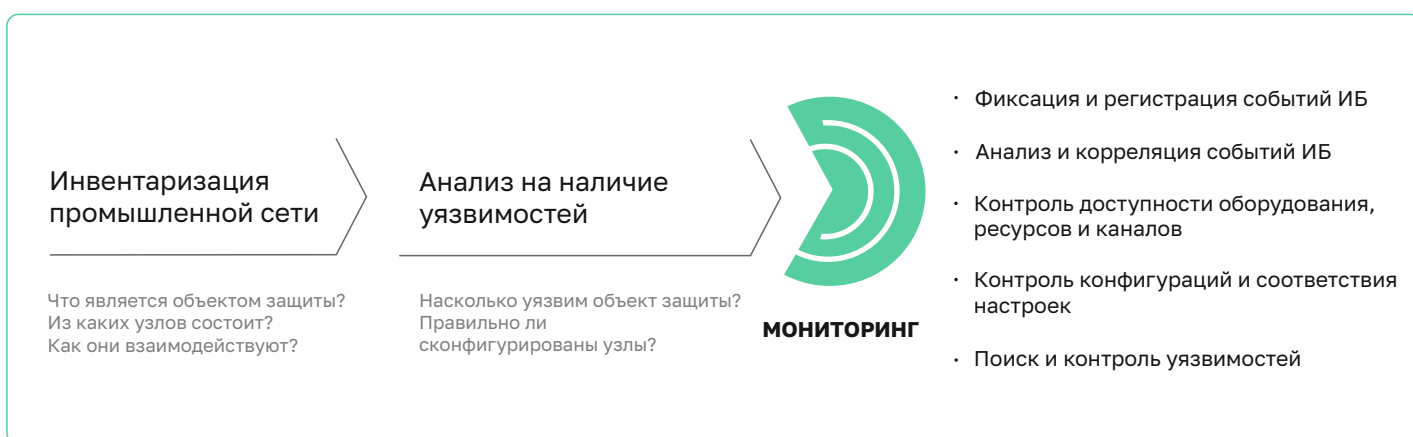 Инвентаризация
промышленной сети
Что является объектом защиты?
Из каких узлов состоит?
Как они взаимодействуют?
Анализ на наличие
уязвимостей
Насколько уязвим объект защиты?
Правильно ли
сконфигурированы узлы?
МОНИТОРИНГ
· Фиксация и регистрация событий ИБ
· Анализ и корреляция событий ИБ
· Контроль доступности оборудования,
ресурсов и каналов
· Контроль конфигураций и соответствия
настроек
· Поиск и контроль уязвимостей